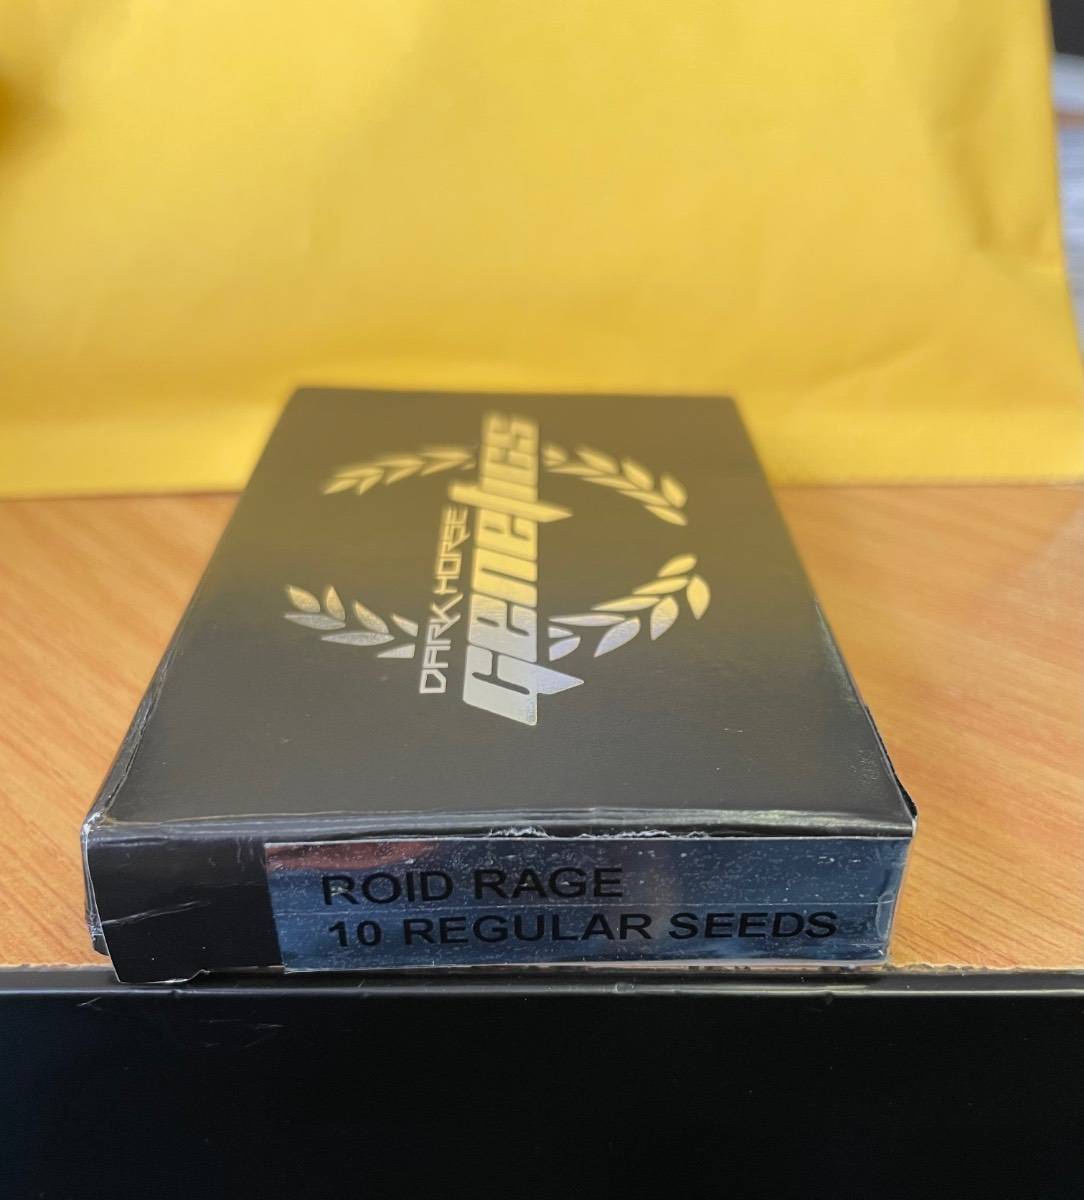 DARK HORSE
Genetics
ROID RAGE
10 REGULAR SEEDS